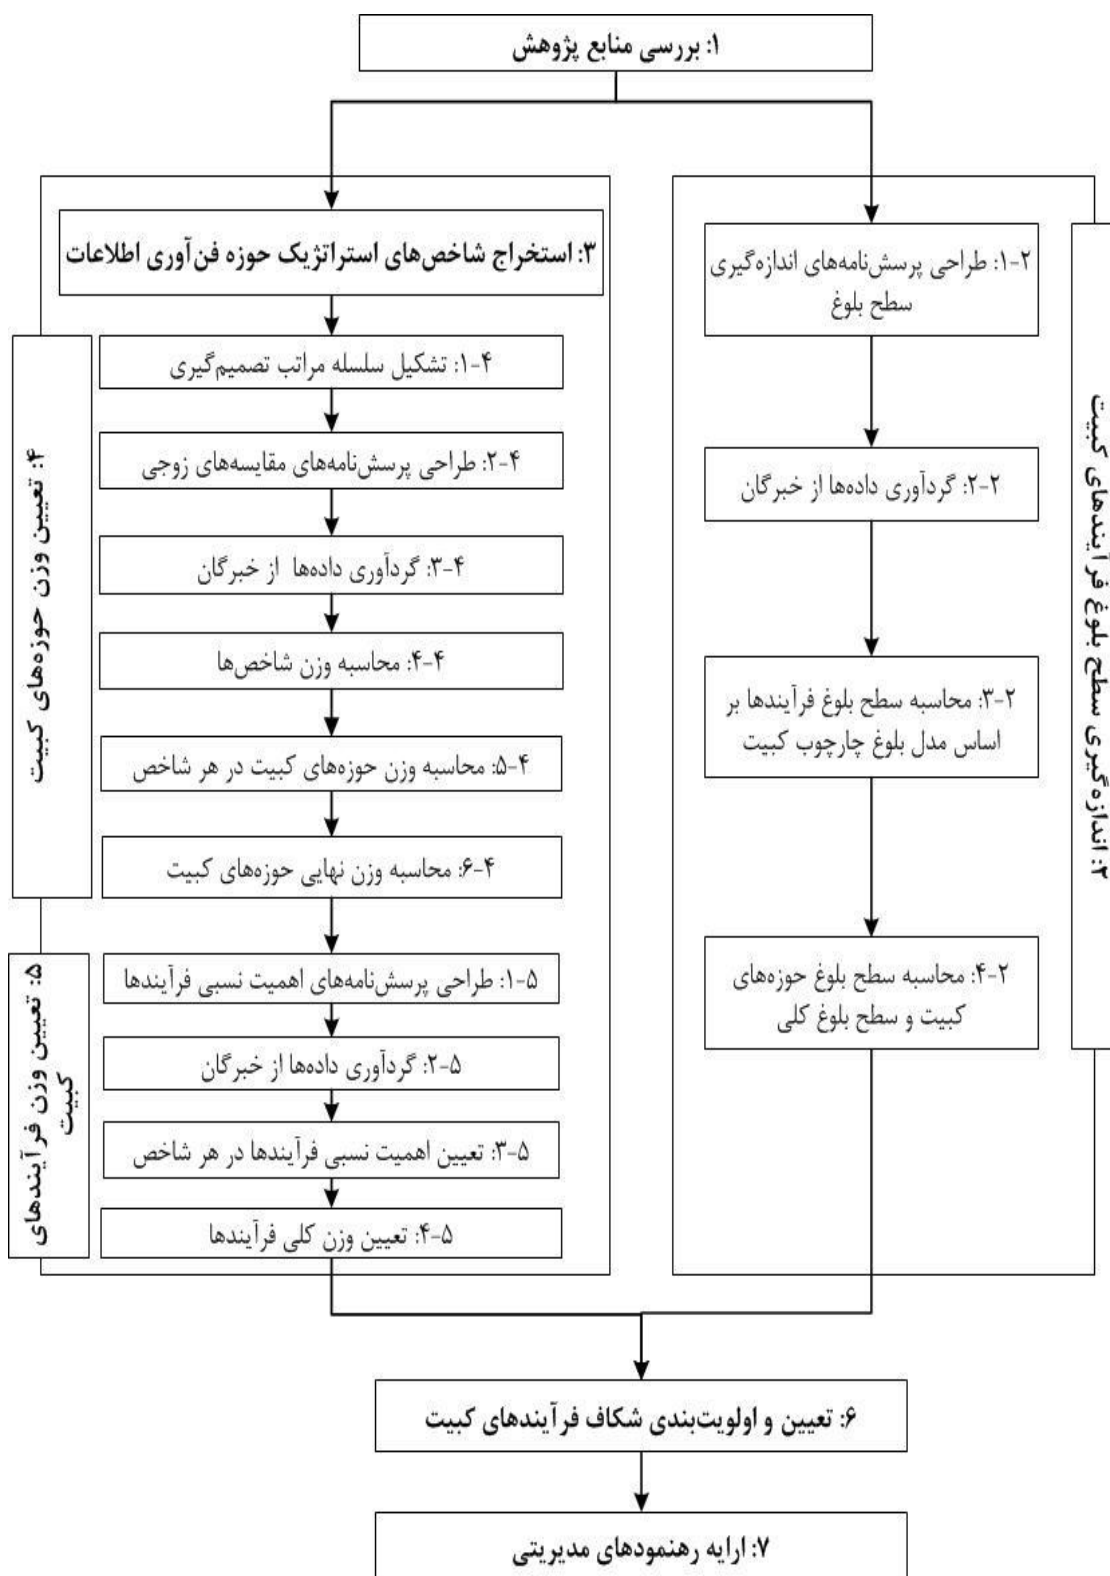 ۱: بررسی منابع پژوهش
۲: اندازه‌گیری سطح بلوغ فرآیندهای کبیت
۱-۲: طراحی پرسش‌نامه‌های اندازه‌گیری
سطح بلوغ
۲-۲: گردآوری داده‌ها از خبرگان
۳-۲: محاسبه سطح بلوغ فرآیندها بر
اساس مدل بلوغ چارچوب کبیت
۴-۲: محاسبه سطح بلوغ حوزه‌های
کبیت و سطح بلوغ کلی
۳: استخراج شاخص‌های استراتژیک حوزه فن‌آوری اطلاعات
۴: تعیین وزن حوزه‌های کبیت
۱-۴: تشکیل سلسله مراتب تصمیم‌گیری
۲-۴: طراحی پرسش‌نامه‌های مقایسه‌های زوجی
۳-۴: گردآوری داده‌ها از خبرگان
۴-۴: محاسبه وزن شاخص‌ها
۵-۴: محاسبه وزن حوزه‌های کبیت در هر شاخص
۶-۴: محاسبه وزن نهایی حوزه‌های کبیت
۵: تعیین وزن فرآیندهای
کبیت
۱-۵: طراحی پرسش‌نامه‌های اهمیت نسبی فرآیندها
۲-۵: گردآوری داده‌ها از خبرگان
۳-۵: تعیین اهمیت نسبی فرآیندها در هر شاخص
۴-۵: تعیین وزن کلی فرآیندها
۶: تعیین و اولویت‌بندی شکاف فرآیندهای کبیت
۷: ارایه رهنمودهای مدیریتی